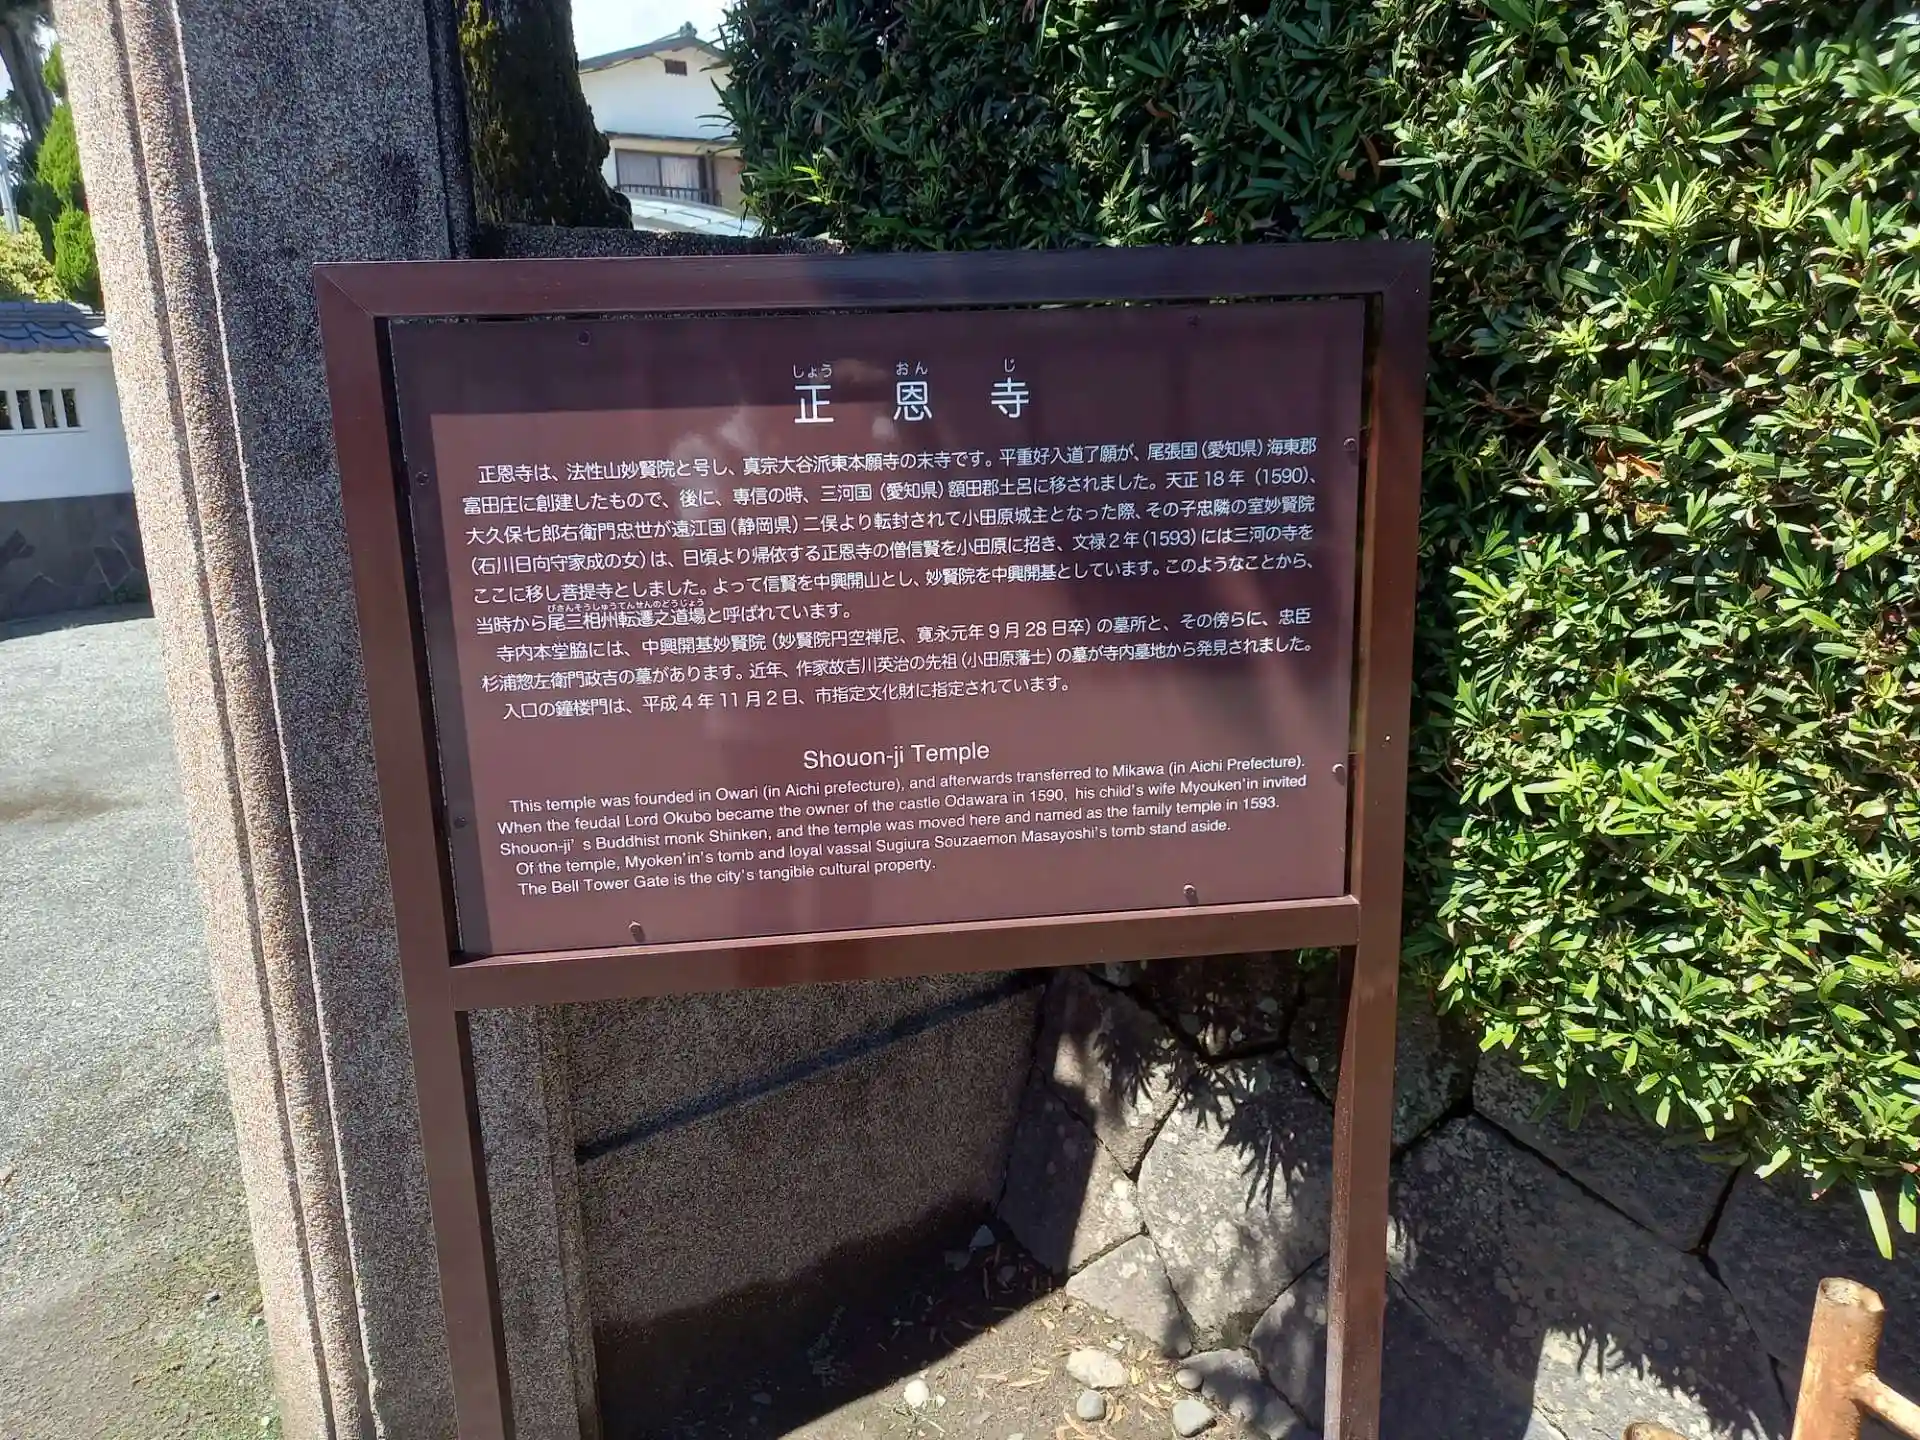 しょう おん じ
正恩寺
正恩寺は、法性山妙賢院と号し、真宗大谷派東本願寺の末寺です。平重好入道了願が、尾張国（愛知県）海東郡
富田庄に創建したもので、後に、専信の時、三河国（愛知県）額田郡土呂に移されました。天正18年（1590）、
大久保七郎右衛門忠世が遠江国（静岡県）二俣より転封されて小田原城主となった際、その子忠隣の室妙賢院
（石川日向守家成の女）は、日頃より帰依する正恩寺の僧信賢を小田原に招き、文禄2年（1593）には三河の寺を
ここに移し菩提寺としました。よって信賢を中興開山とし、妙賢院を中興開基としています。このようなことから、
びさんそうしゅうてんせんのどうじょう
当時から尾三相州転遷之道場と呼ばれています。
寺内本堂脇には、中興開基妙賢院（妙賢院円空禅尼、寛永元年9月28日卒）の墓所と、その傍らに、忠臣
杉浦惣左衛門政吉の墓があります。近年、作家故吉川英治の先祖（小田原藩士）の墓が寺内墓地から発見されました。
入口の鐘楼門は、平成4年11月2日、市指定文化財に指定されています。
Shouon-ji Temple
This temple was founded in Owari (in Aichi prefecture), and afterwards transferred to Mikawa (in Aichi Prefecture).
When the feudal Lord Okubo became the owner of the castle Odawara in 1590, his child's wife Myouken'in invited
Shouon-ji' s Buddhist monk Shinken, and the temple was moved here and named as the family temple in 1593.
Of the temple, Myoken'in's tomb and loyal vassal Sugiura Souzaemon Masayoshi's tomb stand aside.
The Bell Tower Gate is the city's tangible cultural property.